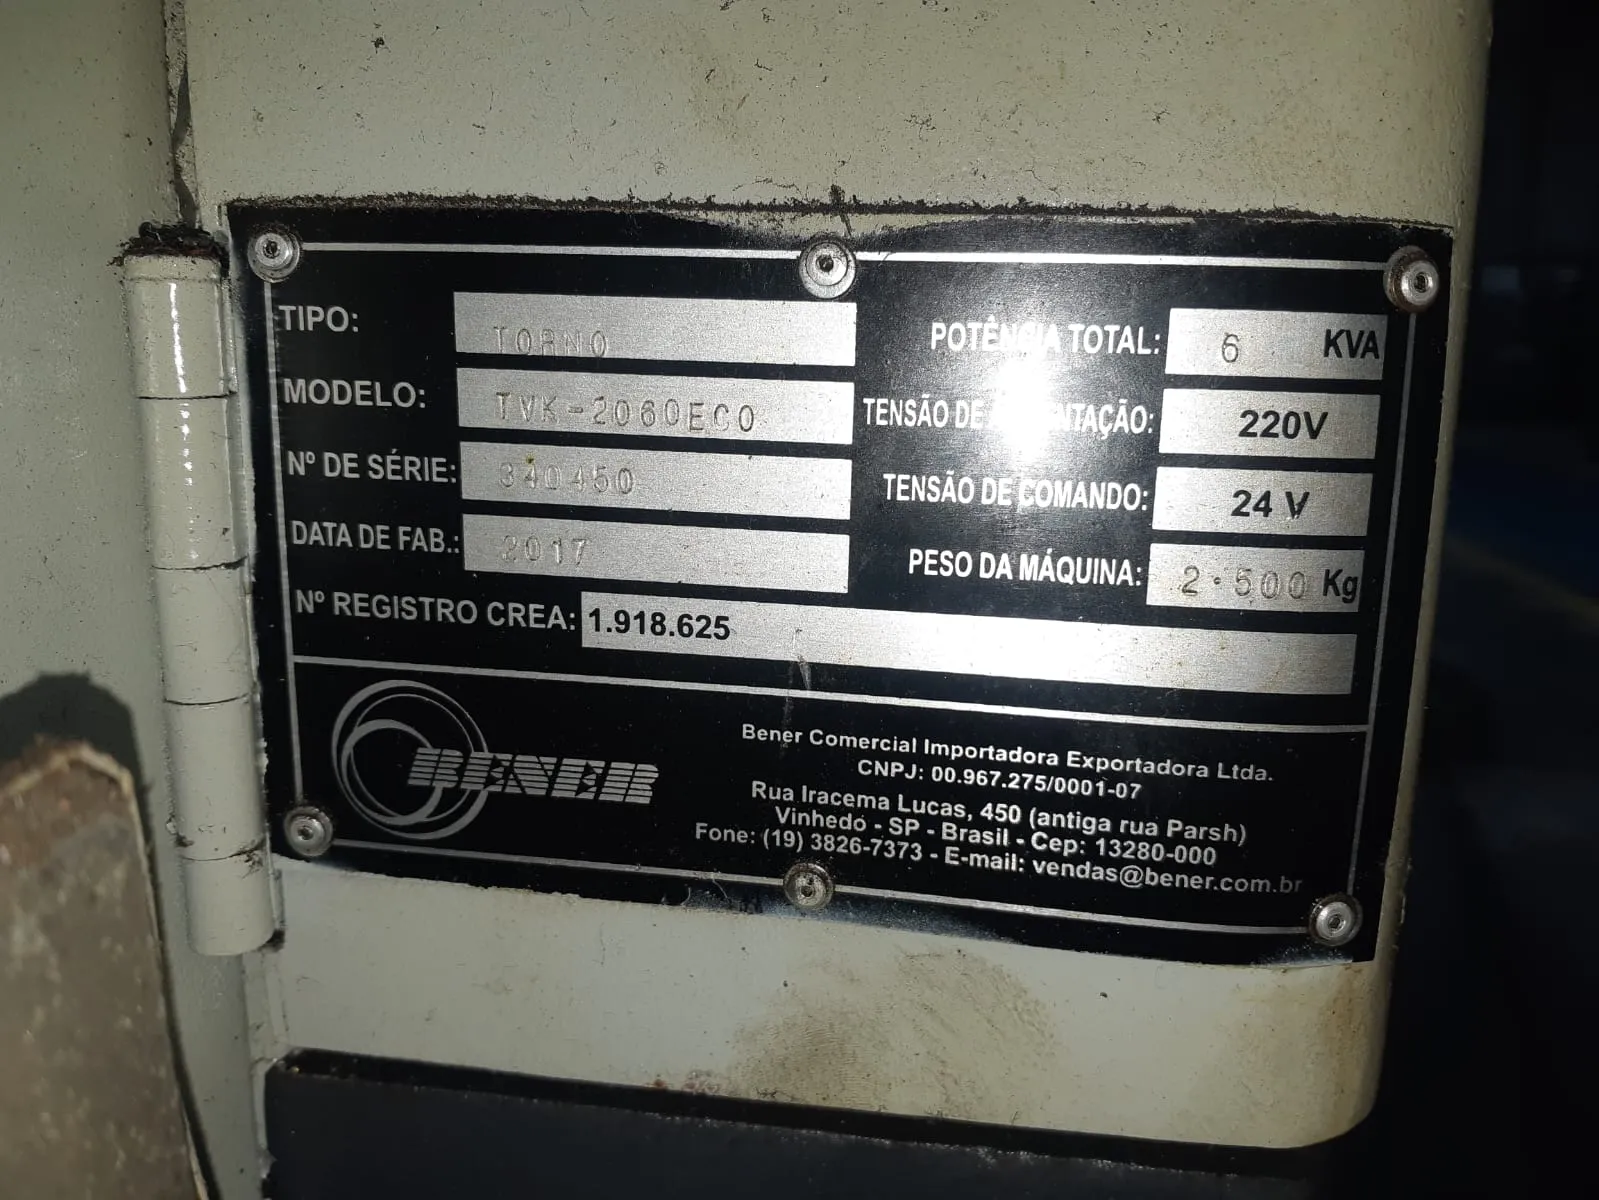 TIPO: TORNO
MODELO: TVK-2060ECO
Nº DE SÉRIE: 340450
DATA DE FAB.: 2017
POTÊNCIA TOTAL: 6 KVA
TENSÃO DE ALIMENTAÇÃO: 220V
TENSÃO DE COMANDO: 24 V
PESO DA MÁQUINA: 2.500 Kg
Nº REGISTRO CREA: 1.918.625
BENER
Bener Comercial Importadora Exportadora Ltda.
CNPJ: 00.967.275/0001-07
Rua Iracema Lucas, 450 (antiga rua Parsh)
Vinhedo - SP - Brasil - Cep: 13280-000
Fone: (19) 3826-7373 - E-mail: vendas@bener.com.br